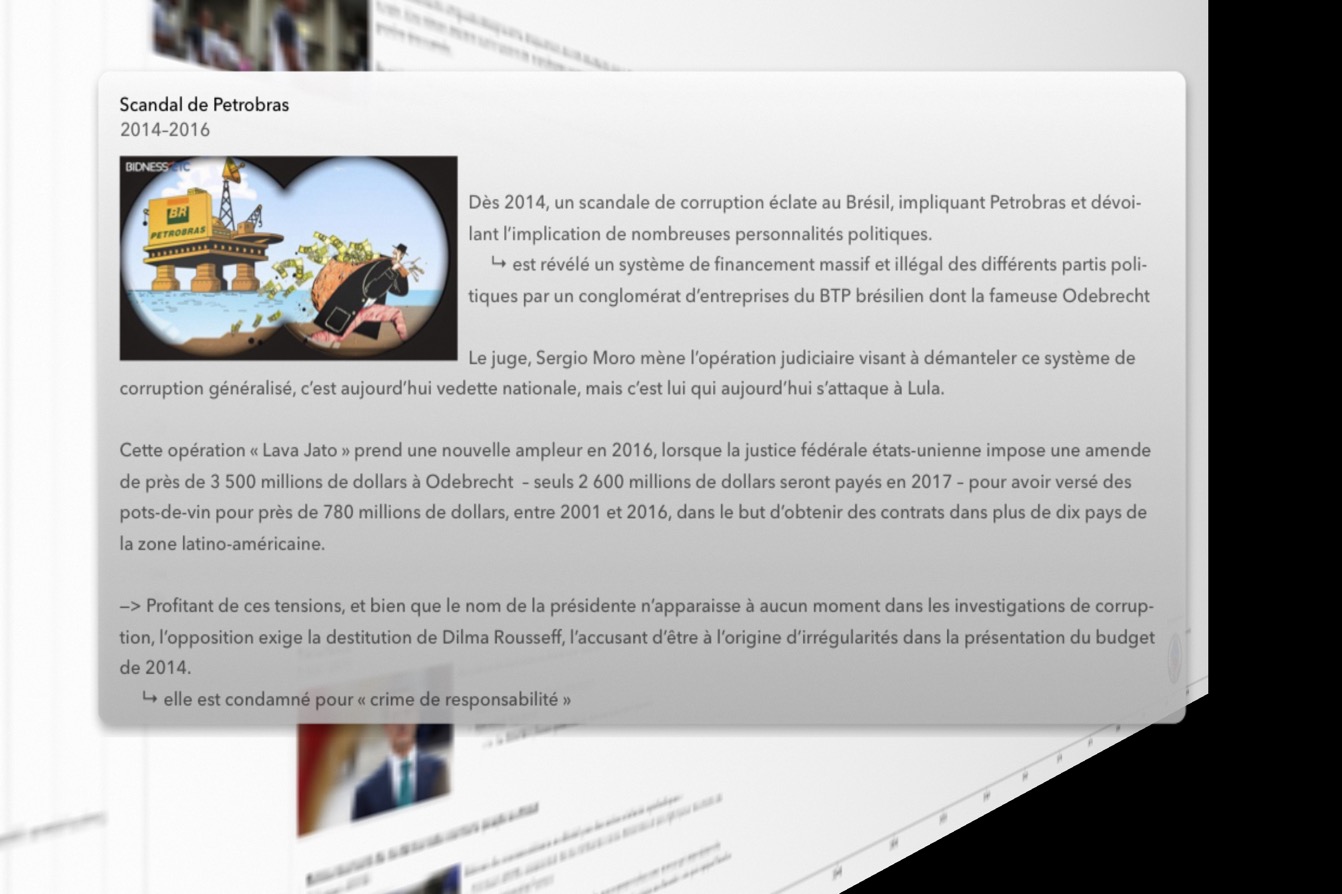 Scandal de Petrobras
2014–2016
BIDNESS ETC
BR
PETROBRAS
Dès 2014, un scandale de corruption éclate au Brésil, impliquant Petrobras et dévoi-
lant l’implication de nombreuses personnalités politiques.
↳ est révélé un système de financement massif et illégal des différents partis poli-
tiques par un conglomérat d’entreprises du BTP brésilien dont la fameuse Odebrecht
Le juge, Sergio Moro mène l’opération judiciaire visant à démanteler ce système de
corruption généralisé, c’est aujourd’hui vedette nationale, mais c’est lui qui aujourd’hui s’attaque à Lula.
Cette opération « Lava Jato » prend une nouvelle ampleur en 2016, lorsque la justice fédérale états-unienne impose une amende
de près de 3 500 millions de dollars à Odebrecht – seuls 2 600 millions de dollars seront payés en 2017 – pour avoir versé des
pots-de-vin pour près de 780 millions de dollars, entre 2001 et 2016, dans le but d’obtenir des contrats dans plus de dix pays de
la zone latino-américaine.
—> Profitant de ces tensions, et bien que le nom de la présidente n’apparaisse à aucun moment dans les investigations de corrup-
tion, l’opposition exige la destitution de Dilma Rousseff, l’accusant d’être à l’origine d’irrégularités dans la présentation du budget
de 2014.
↳ elle est condamné pour « crime de responsabilité »